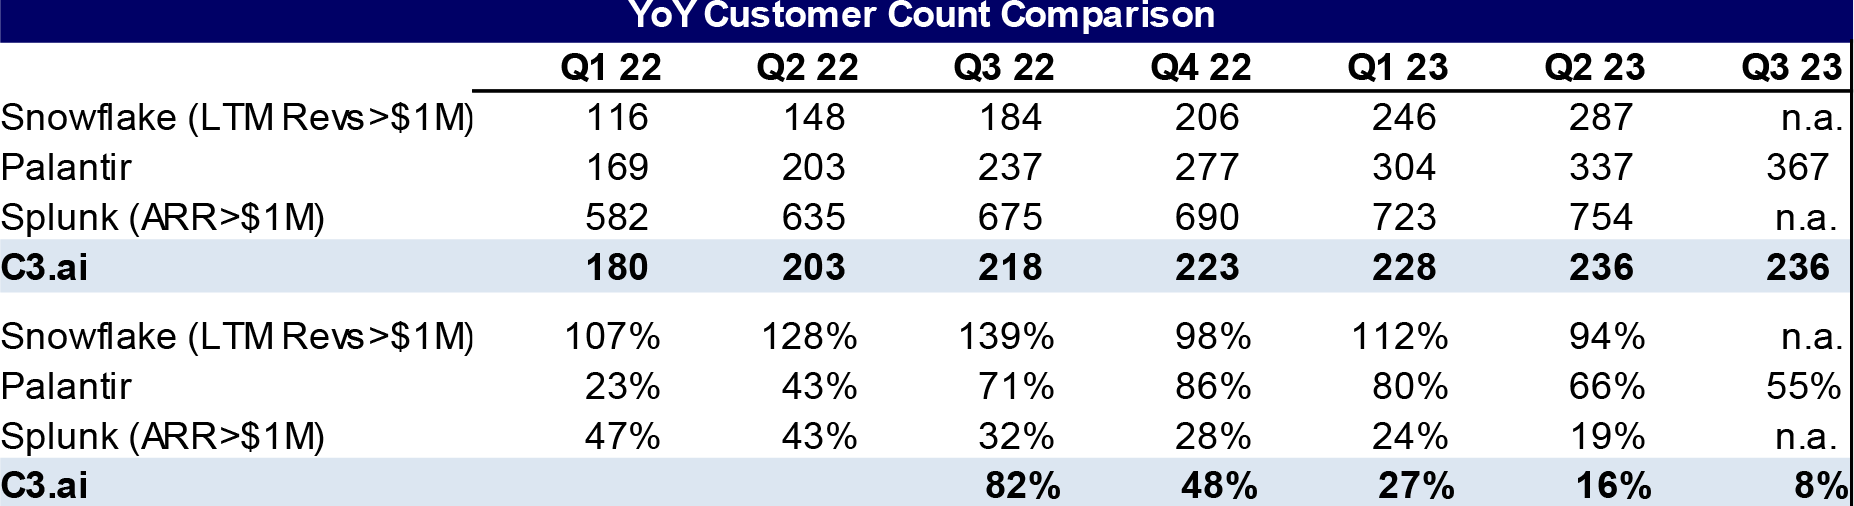 YoY Customer Count Comparison
Q1 22 Q2 22 Q3 22 Q4 22 Q1 23 Q2 23 Q3 23
Snowflake (LTM Revs>$1M) 116 148 184 206 246 287 n.a.
Palantir 169 203 237 277 304 337 367
Splunk (ARR>$1M) 582 635 675 690 723 754 n.a.
C3.ai 180 203 218 223 228 236 236
Snowflake (LTM Revs>$1M) 107% 128% 139% 98% 112% 94% n.a.
Palantir 23% 43% 71% 86% 80% 66% 55%
Splunk (ARR>$1M) 47% 43% 32% 28% 24% 19% n.a.
C3.ai 82% 48% 27% 16% 8%